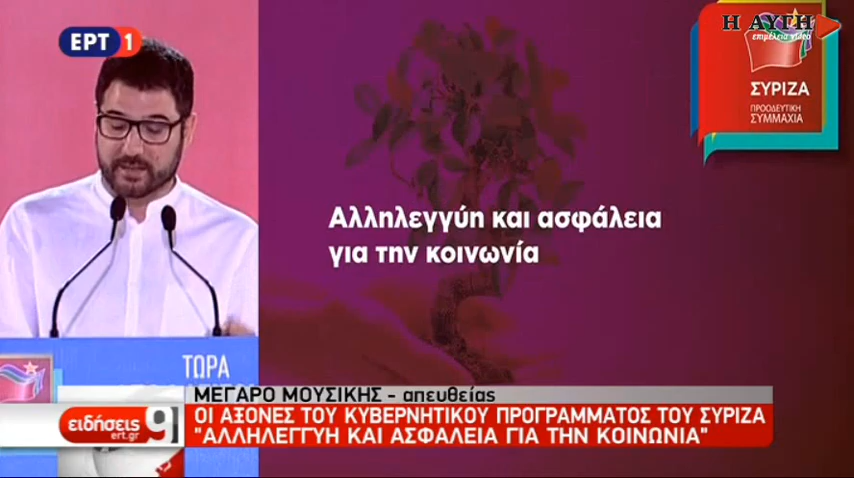 ΕΡΤ 1
Η ΑΥΓΗ
επιμέλεια video
ΣΥΡΙΖΑ
ΠΡΟΟΔΕΥΤΙΚΗ
ΣΥΜΜΑΧΙΑ
Αλληλεγγύη και ασφάλεια
για την κοινωνία
ΤΩΡΑ
ΜΕΓΑΡΟ ΜΟΥΣΙΚΗΣ - απευθείας
ειδήσεις 9
ert.gr
ΟΙ ΑΞΟΝΕΣ ΤΟΥ ΚΥΒΕΡΝΗΤΙΚΟΥ ΠΡΟΓΡΑΜΜΑΤΟΣ ΤΟΥ ΣΥΡΙΖΑ
"ΑΛΛΗΛΕΓΓΥΗ ΚΑΙ ΑΣΦΑΛΕΙΑ ΓΙΑ ΤΗΝ ΚΟΙΝΩΝΙΑ"